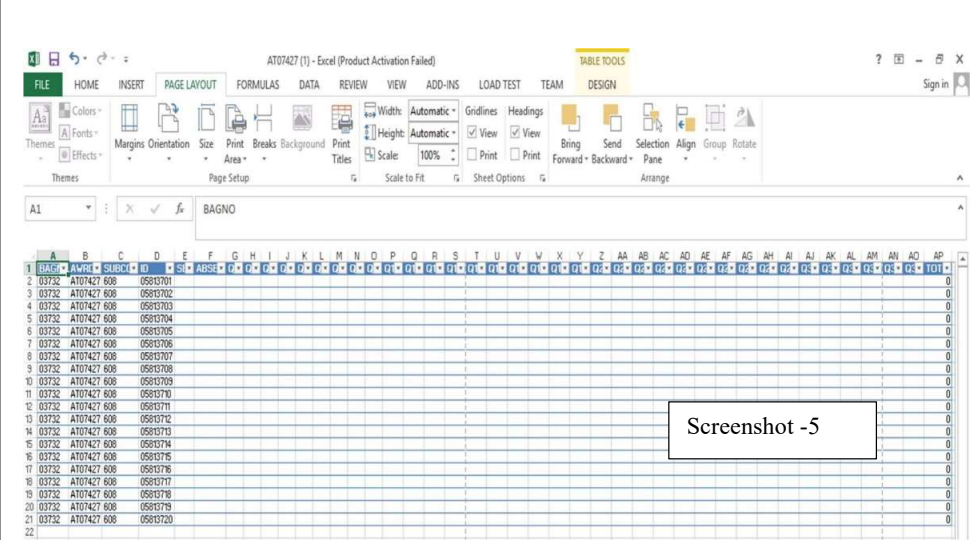 AT07427 (1) - Excel (Product Activation Failed)
TABLE TOOLS
FILE HOME INSERT PAGE LAYOUT FORMULAS DATA REVIEW VIEW ADD-INS LOAD TEST TEAM DESIGN Sign in
Colors Width: Automatic Gridlines Headings
Fonts Height: Automatic View View
Themes Margins Orientation Size Print Area Breaks Background Print Titles Bring Forward Send Backward Selection Pane Align Group Rotate
Effects Scale: 100% Print Print
Themes Page Setup Scale to Fit Sheet Options Arrange
A1 fx BAGNO
A B C D E F G H I J K L M N O P Q R S T U V W X Y Z AA AB AC AD AE AF AG AH AI AJ AK AL AM AN AO AP
1 ID ABSE TOT
2 03732 AT07427 608 05813701 0
3 03732 AT07427 608 05813702 0
4 03732 AT07427 608 05813703 0
5 03732 AT07427 608 05813704 0
6 03732 AT07427 608 05813705 0
7 03732 AT07427 608 05813706 0
8 03732 AT07427 608 05813707 0
9 03732 AT07427 608 05813708 0
10 03732 AT07427 608 05813709 0
11 03732 AT07427 608 05813710 0
12 03732 AT07427 608 05813711 0
13 03732 AT07427 608 05813712 0
14 03732 AT07427 608 05813713 0
15 03732 AT07427 608 05813714 0
16 03732 AT07427 608 05813715 0
17 03732 AT07427 608 05813716 0
18 03732 AT07427 608 05813717 0
19 03732 AT07427 608 05813718 0
20 03732 AT07427 608 05813719 0
21 03732 AT07427 608 05813720 0
22
Screenshot -5